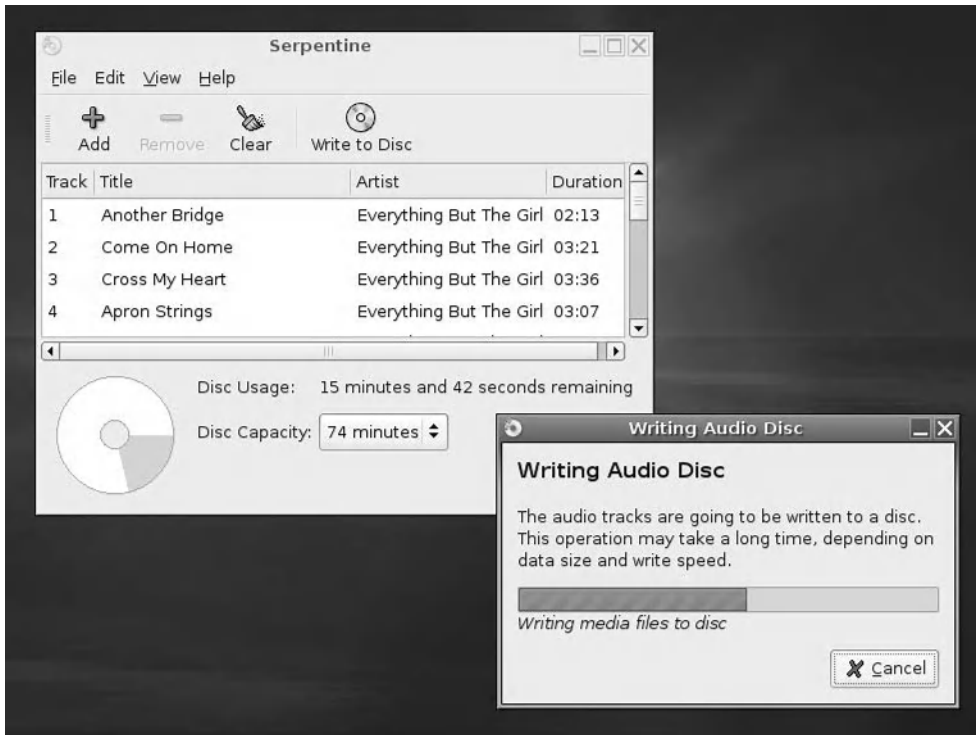 Serpentine
File Edit View Help
Add Remove Clear Write to Disc
Track Title Artist Duration
1 Another Bridge Everything But The Girl 02:13
2 Come On Home Everything But The Girl 03:21
3 Cross My Heart Everything But The Girl 03:36
4 Apron Strings Everything But The Girl 03:07
Disc Usage: 15 minutes and 42 seconds remaining
Disc Capacity: 74 minutes
Writing Audio Disc
Writing Audio Disc
The audio tracks are going to be written to a disc.
This operation may take a long time, depending on
data size and write speed.
Writing media files to disc
Cancel